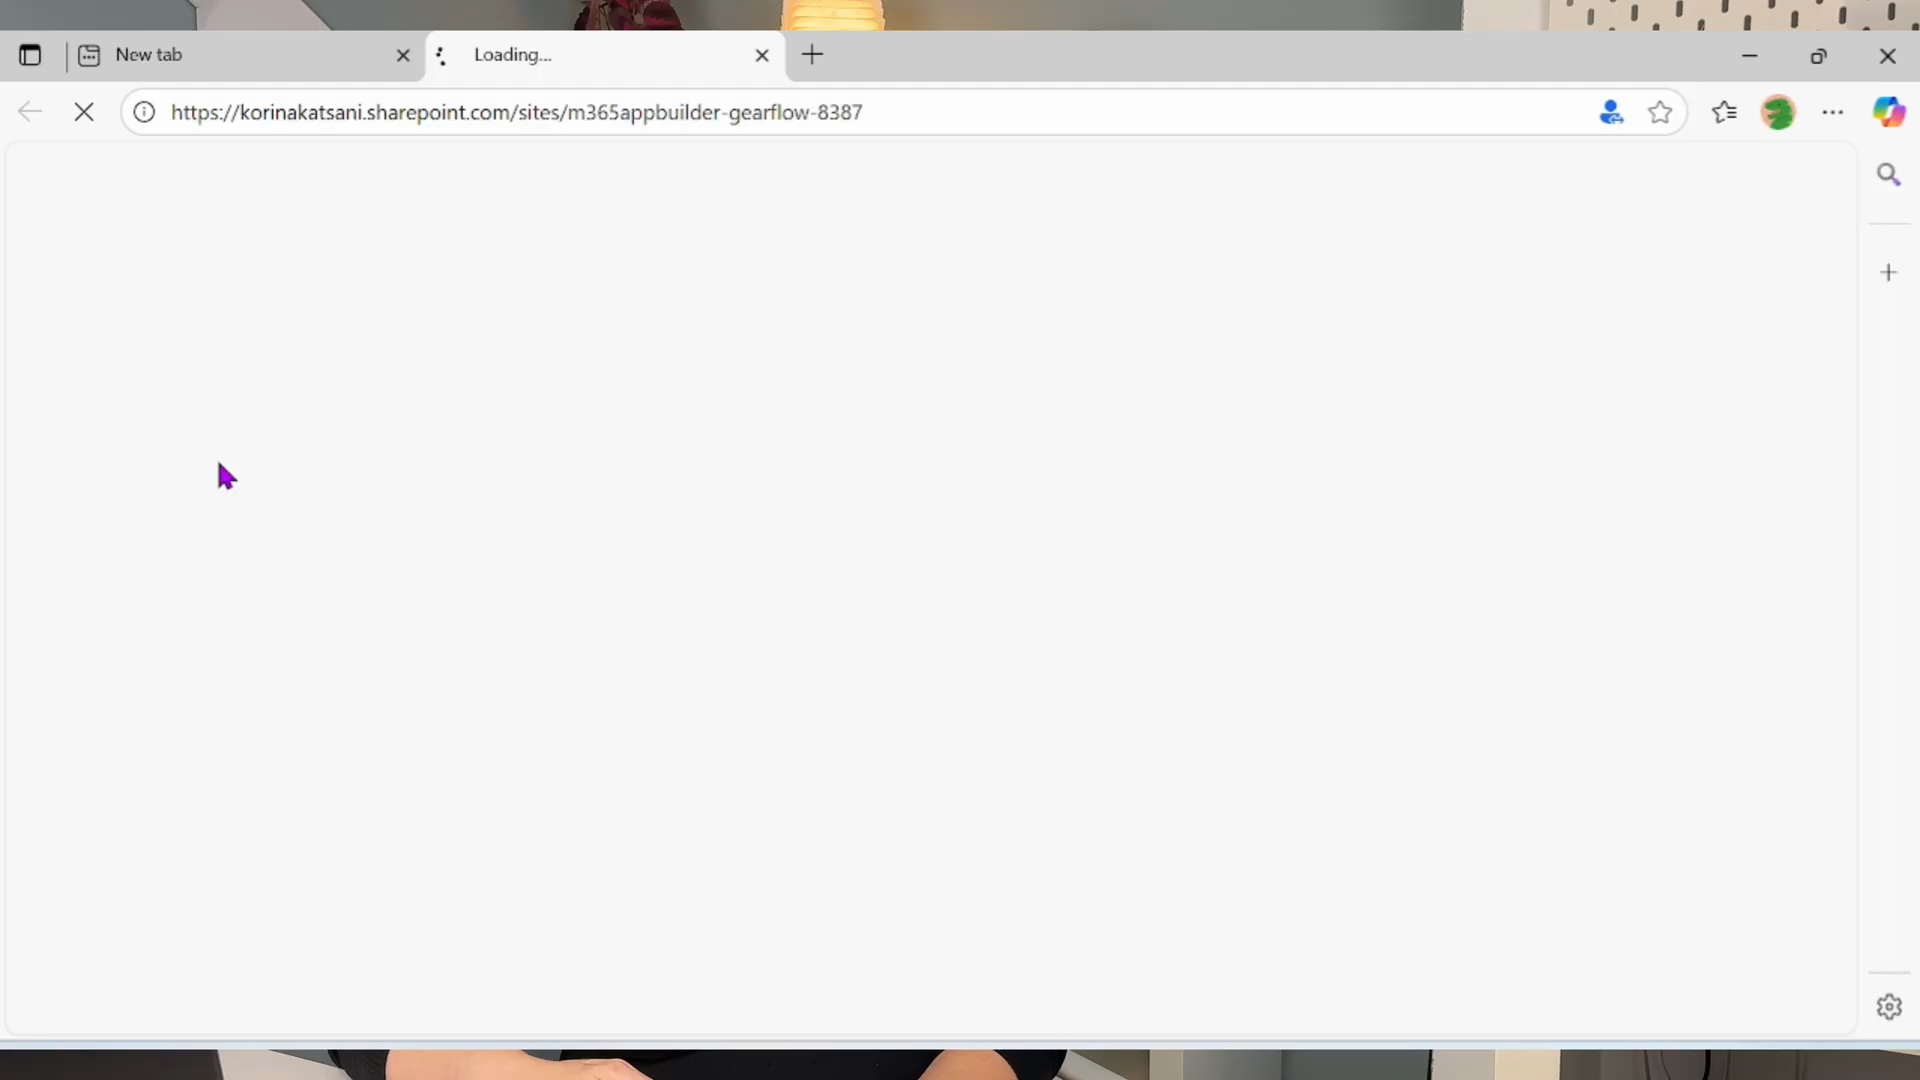 New tab
Loading...
https://korinakatsani.sharepoint.com/sites/m365appbuilder-gearflow-8387